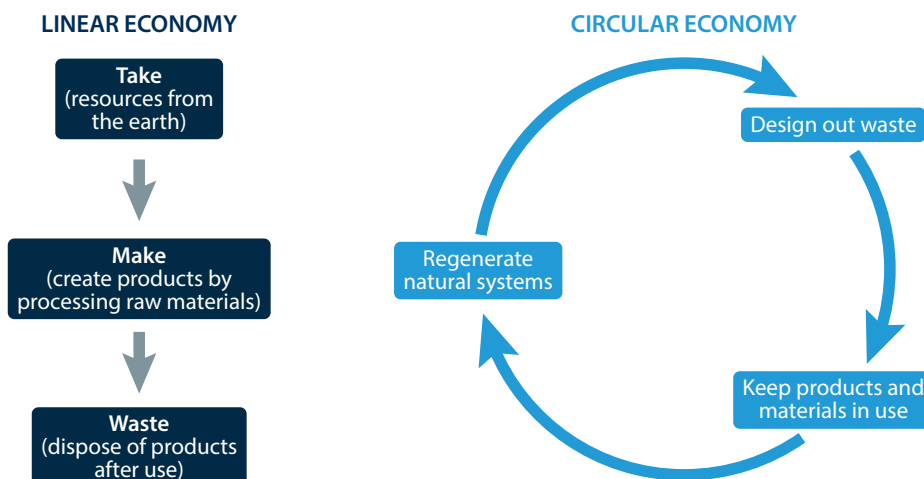 LINEAR ECONOMY
Take
(resources from
the earth)
Make
(create products by
processing raw materials)
Waste
(dispose of products
after use)
CIRCULAR ECONOMY
Design out waste
Keep products and
materials in use
Regenerate
natural systems